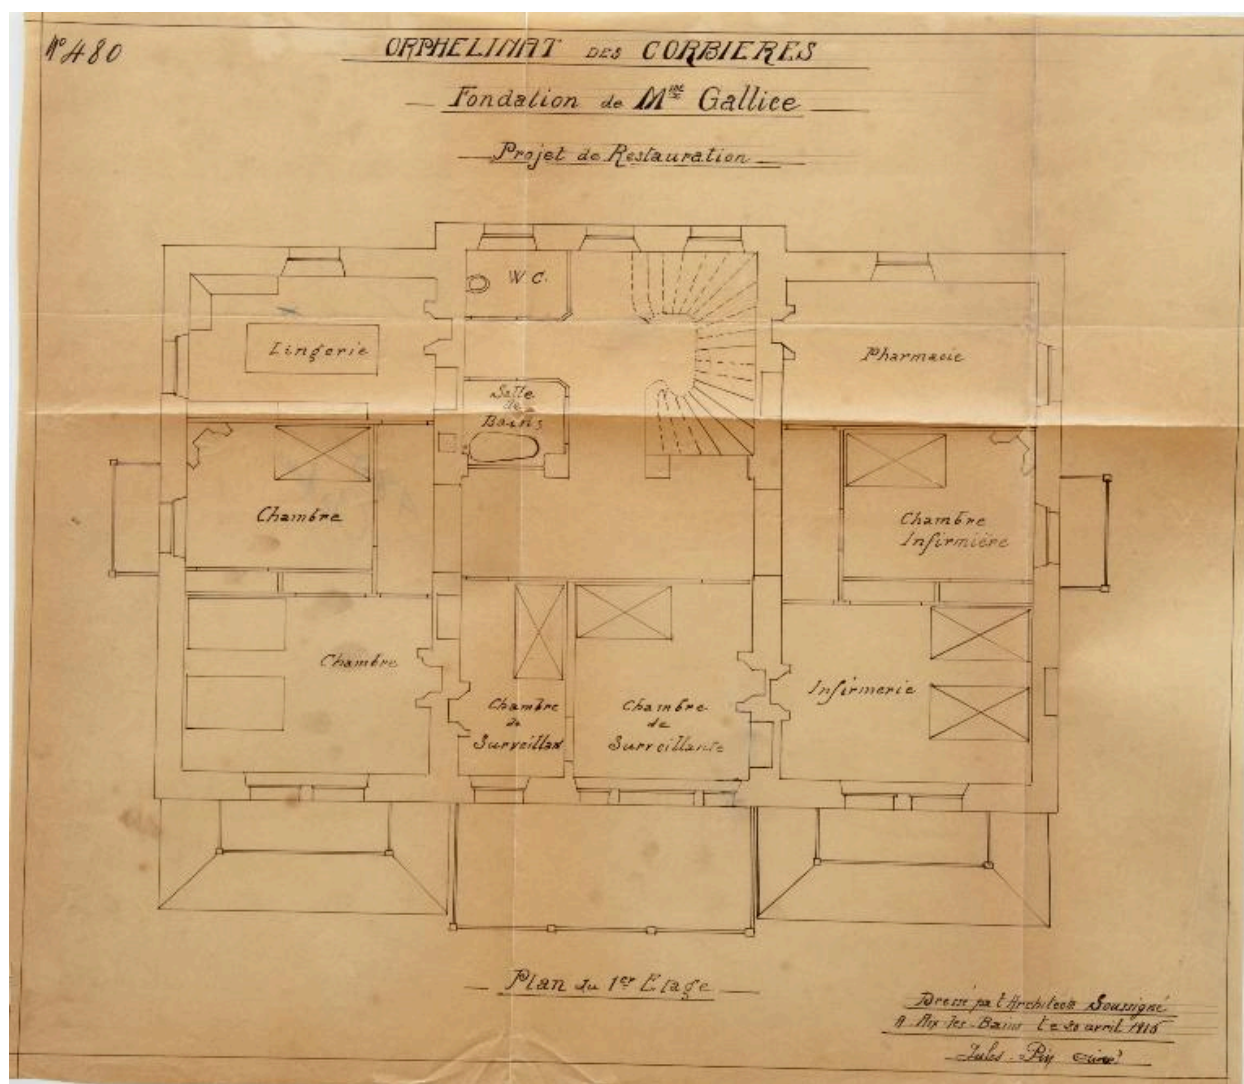 Nº 480
ORPHELINAT DES CORBIERES
Fondation de Mme Gallice
Projet de Restauration
W.C.
Lingerie
Pharmacie
Salle
de
Bains
Chambre
Chambre
Infirmière
Chambre
Infirmerie
Chambre
de
Surveillant
Chambre
de
Surveillante
Plan du 1er Etage
Dressé par l'Architecte Soussigné
A Aix-les-Bains le 20 avril 1916
Jules Pin